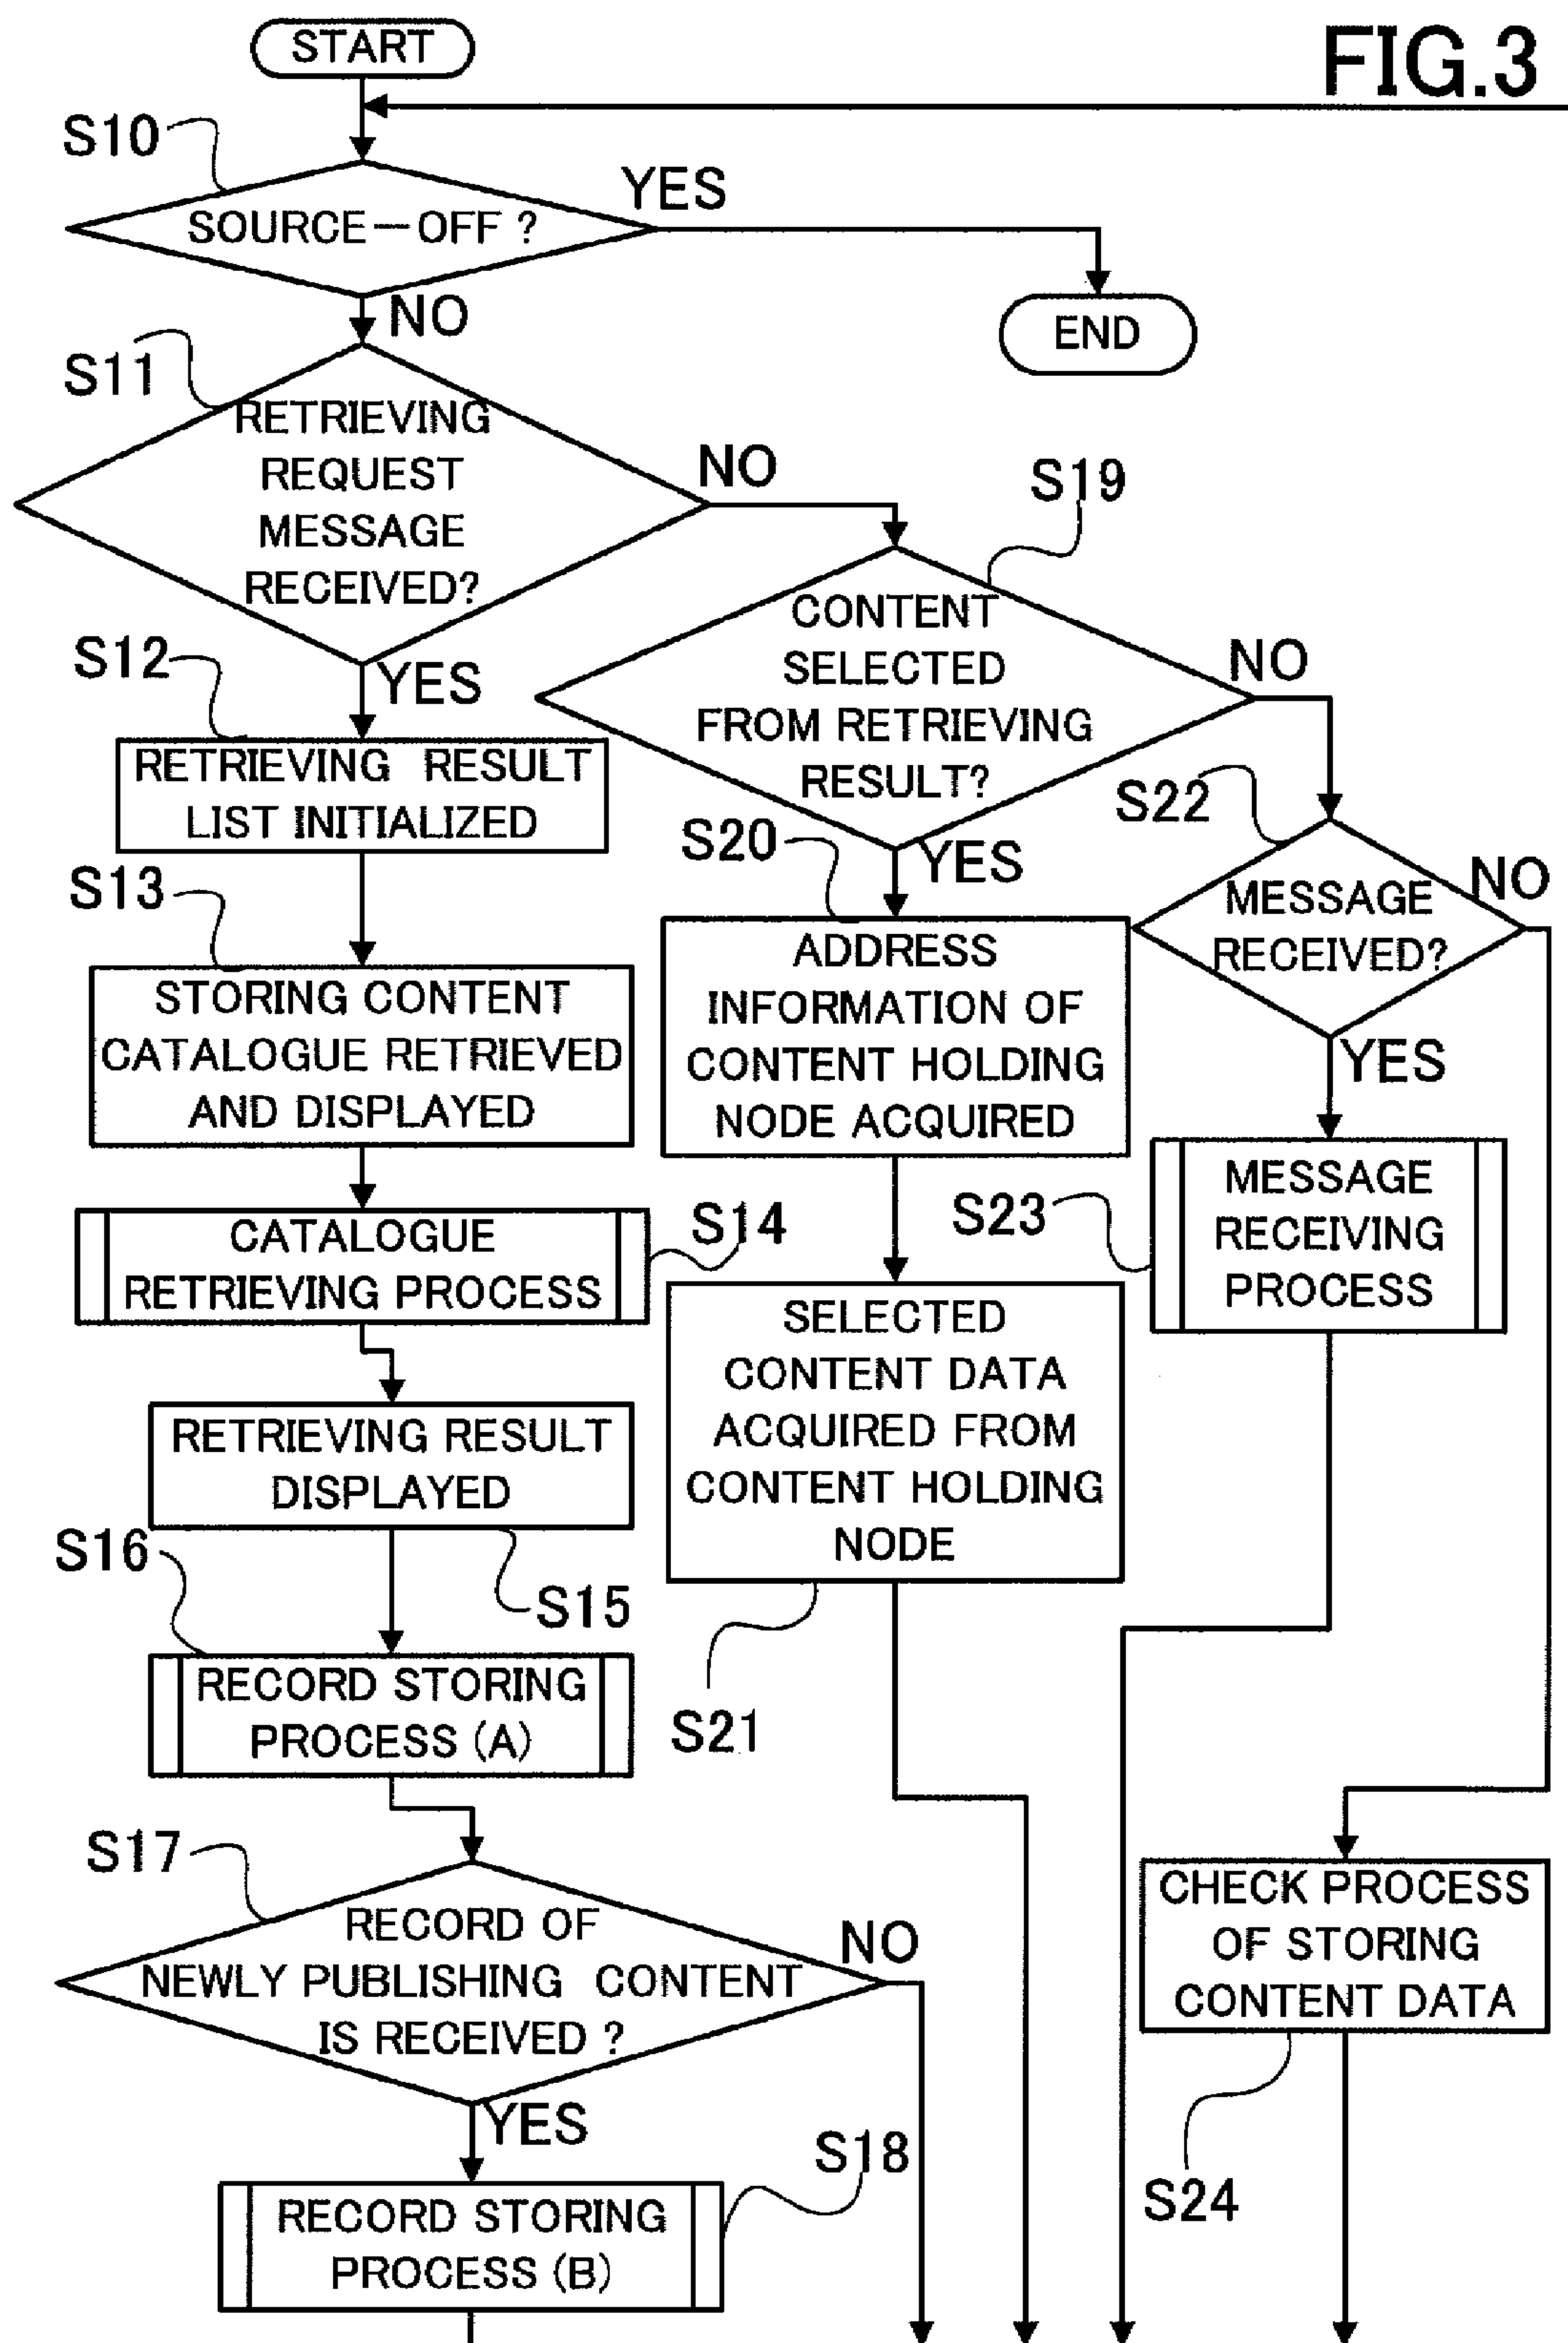 START
FIG.3
S10
SOURCE-OFF ?
YES
END
NO
S11
RETRIEVING
REQUEST
MESSAGE
RECEIVED?
NO
YES
S12
RETRIEVING RESULT
LIST INITIALIZED
S13
STORING CONTENT
CATALOGUE RETRIEVED
AND DISPLAYED
CATALOGUE
RETRIEVING PROCESS
S14
RETRIEVING RESULT
DISPLAYED
S15
S16
RECORD STORING
PROCESS (A)
S17
RECORD OF
NEWLY PUBLISHING CONTENT
IS RECEIVED ?
NO
YES
S18
RECORD STORING
PROCESS (B)
S19
CONTENT
SELECTED
FROM RETRIEVING
RESULT?
NO
YES
S20
ADDRESS
INFORMATION OF
CONTENT HOLDING
NODE ACQUIRED
SELECTED
CONTENT DATA
ACQUIRED FROM
CONTENT HOLDING
NODE
S21
S22
MESSAGE
RECEIVED?
NO
YES
S23
MESSAGE
RECEIVING
PROCESS
CHECK PROCESS
OF STORING
CONTENT DATA
S24